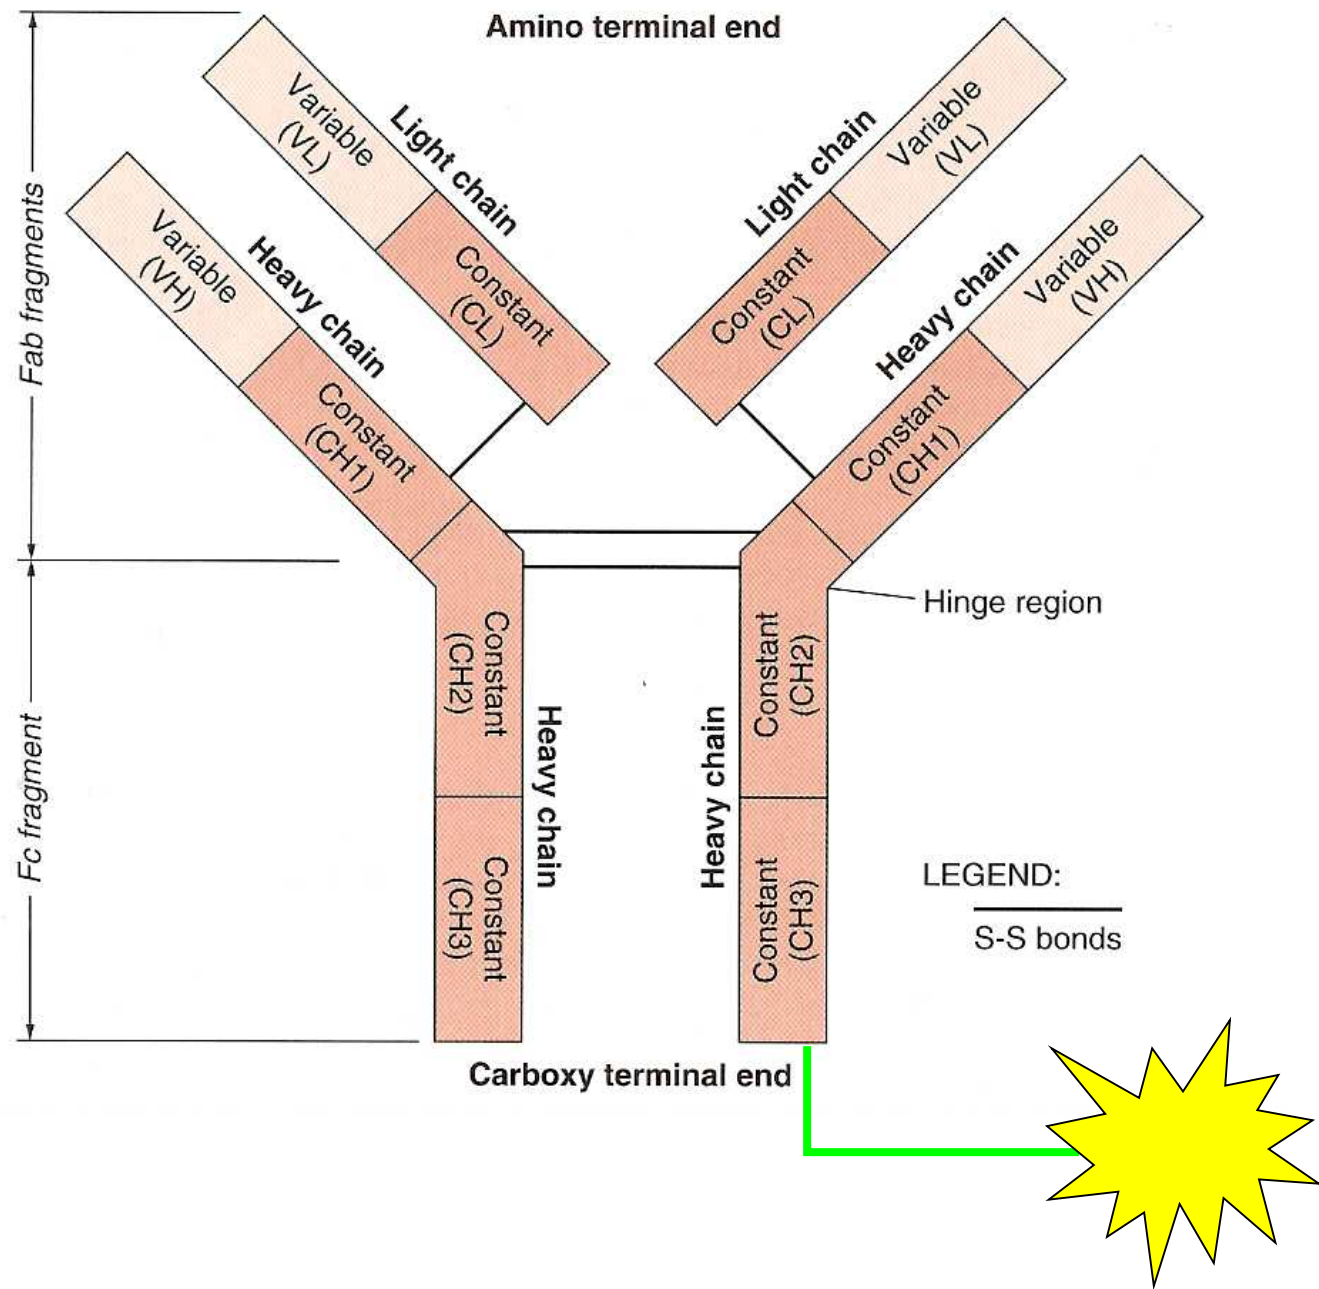 Amino terminal end
Variable
(VL)
Light chain
Constant
(CL)
Variable
(VH)
Heavy chain
Constant
(CH1)
Variable
(VL)
Light chain
Constant
(CL)
Variable
(VH)
Heavy chain
Constant
(CH1)
Fab fragments
Hinge region
Constant
(CH2)
Heavy chain
Constant
(CH3)
Constant
(CH2)
Heavy chain
Constant
(CH3)
Fc fragment
LEGEND:
S-S bonds
Carboxy terminal end